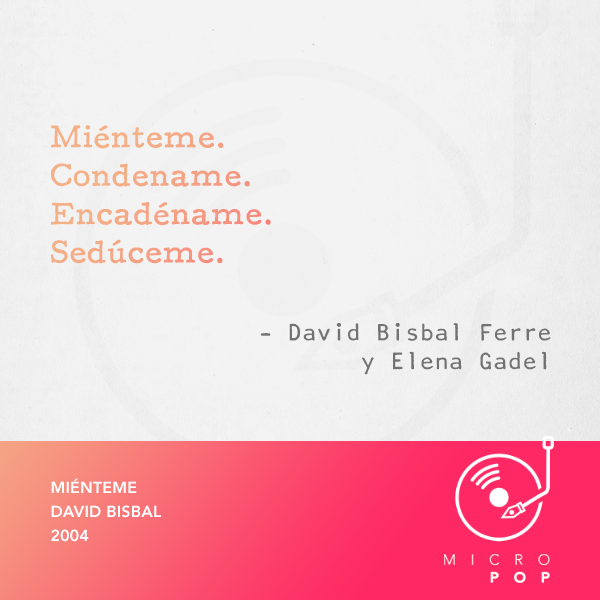 Miénteme.
Condename.
Encadéname.
Sedúceme.
- David Bisbal Ferre
y Elena Gadel
MIÉNTEME
DAVID BISBAL
2004
MICRO
POP